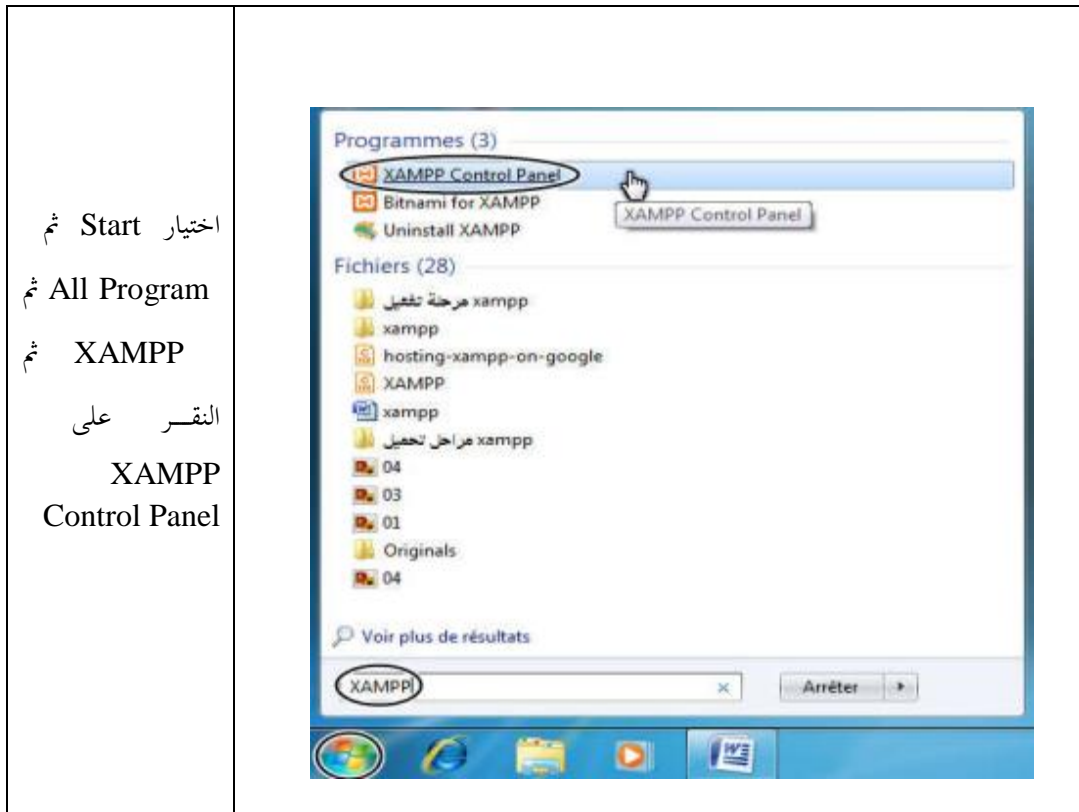 اختيار Start ثم
All Program ثم
XAMPP ثم
النقــر على
XAMPP
Control Panel
Programmes (3)
XAMPP Control Panel
Bitnami for XAMPP
XAMPP Control Panel
Uninstall XAMPP
Fichiers (28)
xampp مرحلة تفعيل
xampp
hosting-xampp-on-google
XAMPP
xampp
xampp مراحل تحميل
04
03
01
Originals
04
Voir plus de résultats
XAMPP
Arrêter